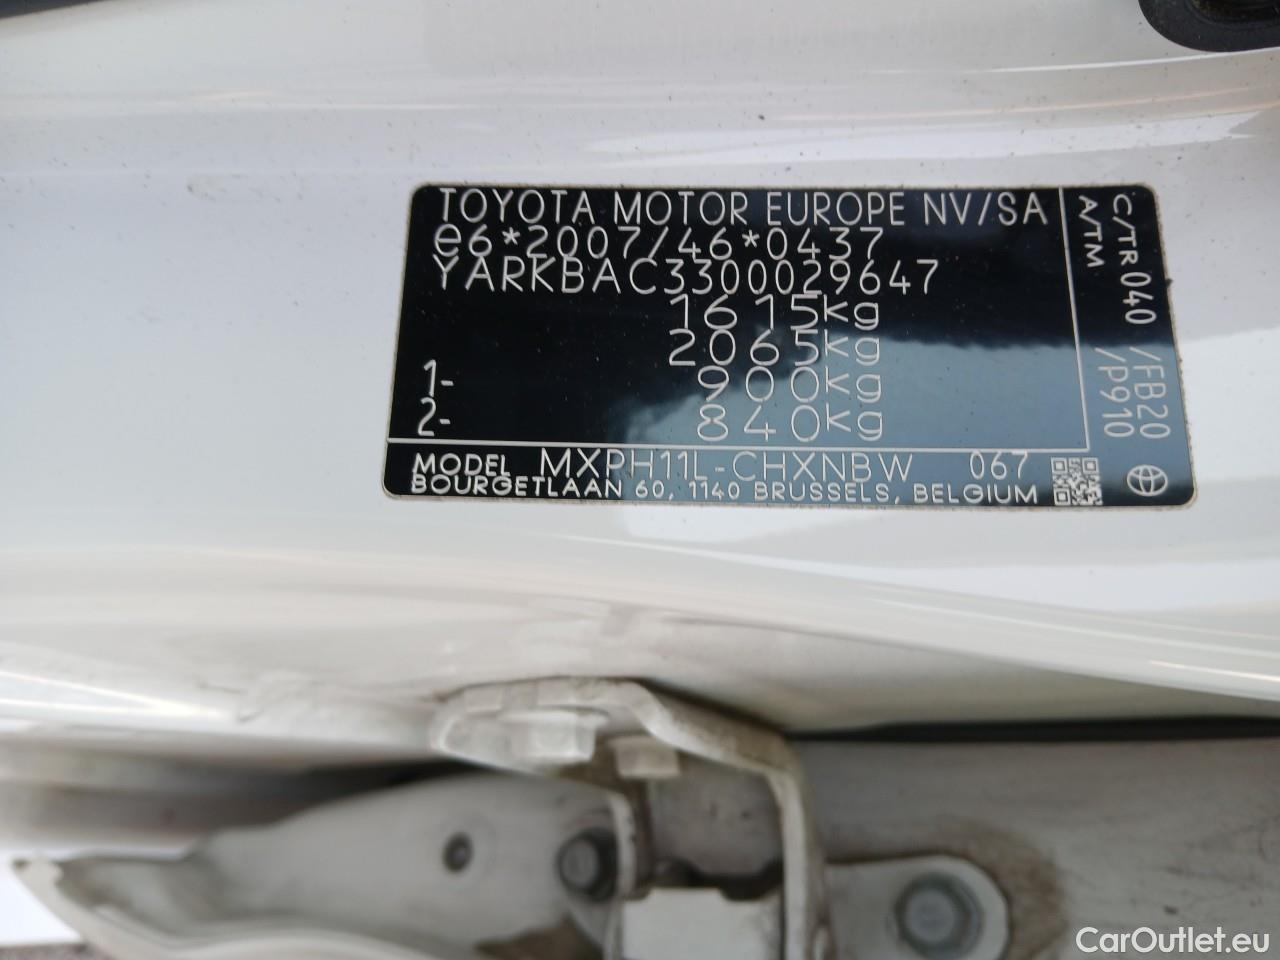 TOYOTA MOTOR EUROPE NV/SA
e6*2007/46*0437
YARKBAC3300029647
1615kg
2065kg
1- 900kg
2- 840kg
C/TR 040 /FB20
A/TM /P910
MODEL MXPH11L-CHXNBW 067
BOURGETLAAN 60, 1140 BRUSSELS, BELGIUM
CarOutlet.eu